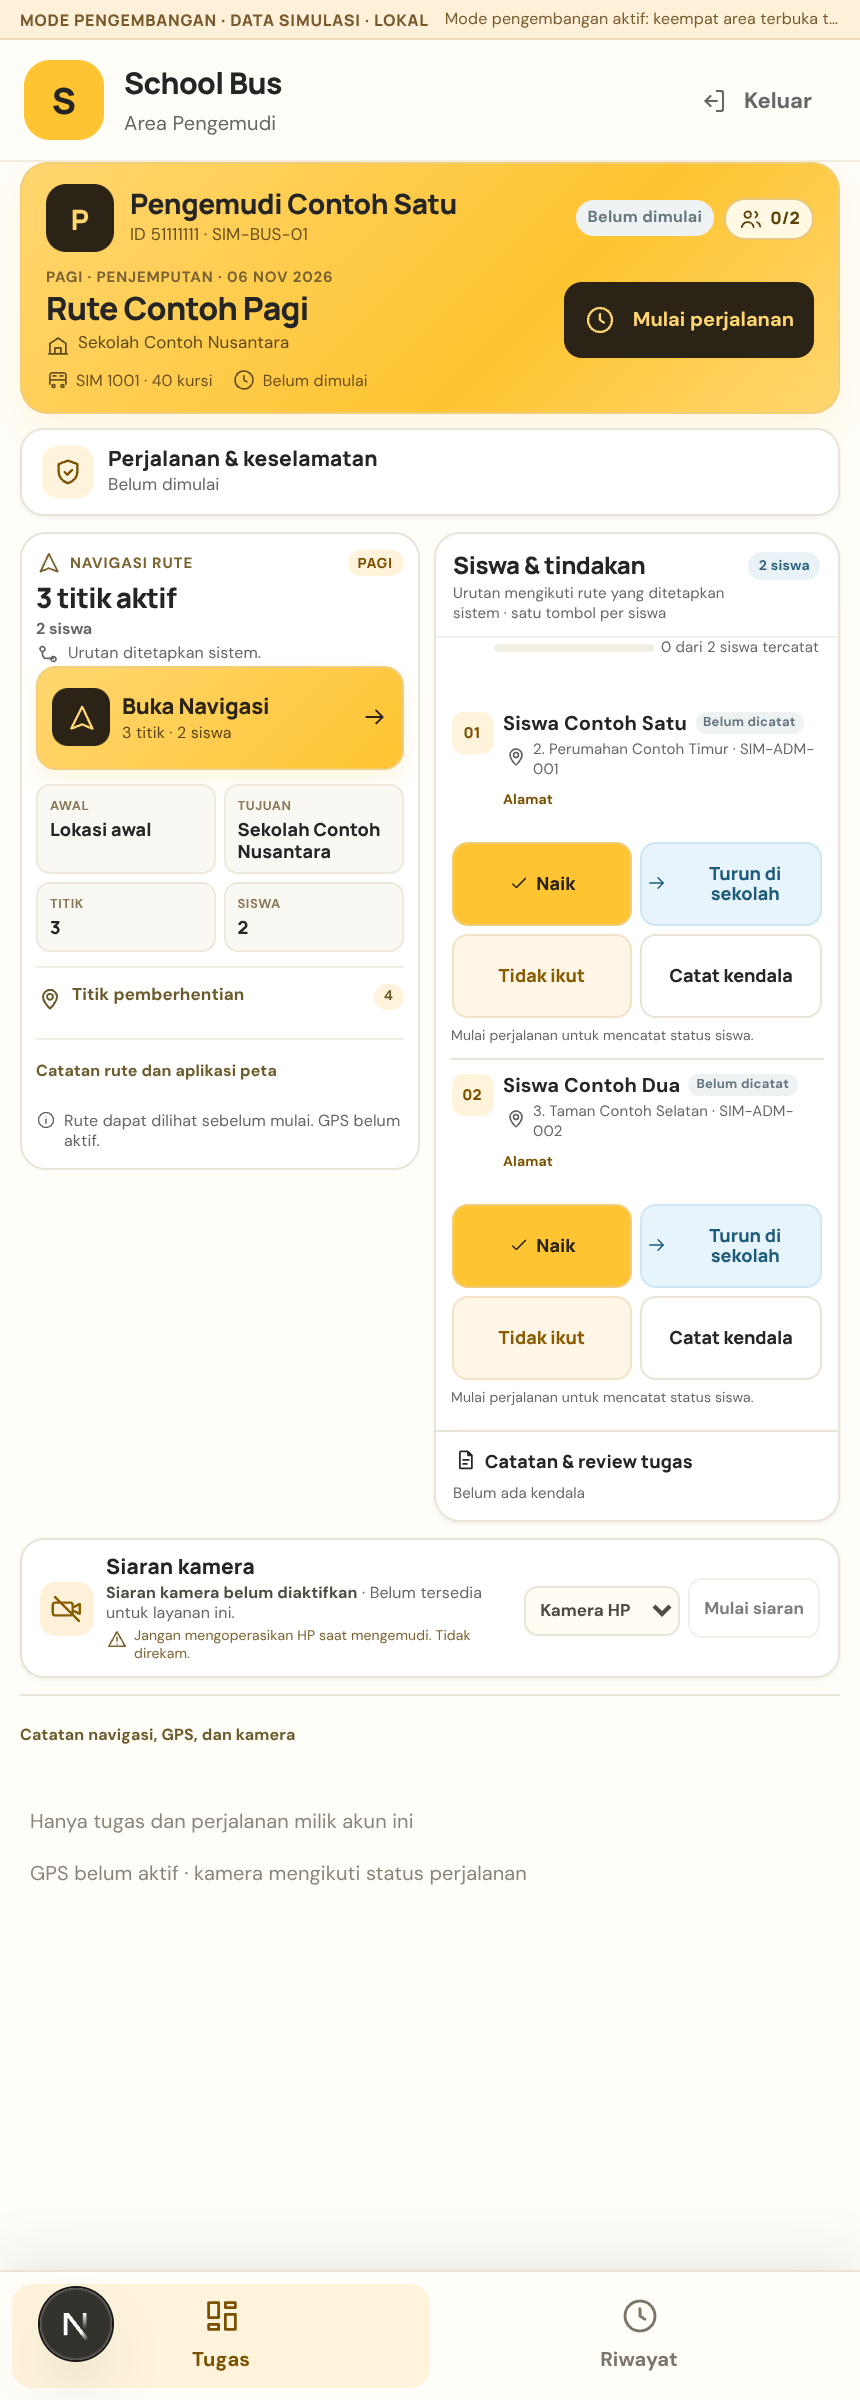 MODE PENGEMBANGAN · DATA SIMULASI · LOKAL
Mode pengembangan aktif: keempat area terbuka t...
S
School Bus
Area Pengemudi
Keluar
P
Pengemudi Contoh Satu
ID 51111111 · SIM-BUS-01
Belum dimulai
0/2
PAGI · PENJEMPUTAN · 06 NOV 2026
Rute Contoh Pagi
Sekolah Contoh Nusantara
SIM 1001 · 40 kursi
Belum dimulai
Mulai perjalanan
Perjalanan & keselamatan
Belum dimulai
NAVIGASI RUTE
PAGI
3 titik aktif
2 siswa
Urutan ditetapkan sistem.
Buka Navigasi
3 titik · 2 siswa
AWAL
Lokasi awal
TUJUAN
Sekolah Contoh
Nusantara
TITIK
3
SISWA
2
Titik pemberhentian
4
Catatan rute dan aplikasi peta
Rute dapat dilihat sebelum mulai. GPS belum
aktif.
Siswa & tindakan
2 siswa
Urutan mengikuti rute yang ditetapkan
sistem · satu tombol per siswa
0 dari 2 siswa tercatat
01
Siswa Contoh Satu
Belum dicatat
2. Perumahan Contoh Timur · SIM-ADM-
001
Alamat
Naik
Turun di
sekolah
Tidak ikut
Catat kendala
Mulai perjalanan untuk mencatat status siswa.
02
Siswa Contoh Dua
Belum dicatat
3. Taman Contoh Selatan · SIM-ADM-
002
Alamat
Naik
Turun di
sekolah
Tidak ikut
Catat kendala
Mulai perjalanan untuk mencatat status siswa.
Catatan & review tugas
Belum ada kendala
Siaran kamera
Siaran kamera belum diaktifkan · Belum tersedia
untuk layanan ini.
Jangan mengoperasikan HP saat mengemudi. Tidak
direkam.
Kamera HP
Mulai siaran
Catatan navigasi, GPS, dan kamera
Hanya tugas dan perjalanan milik akun ini
GPS belum aktif · kamera mengikuti status perjalanan
N
Tugas
Riwayat